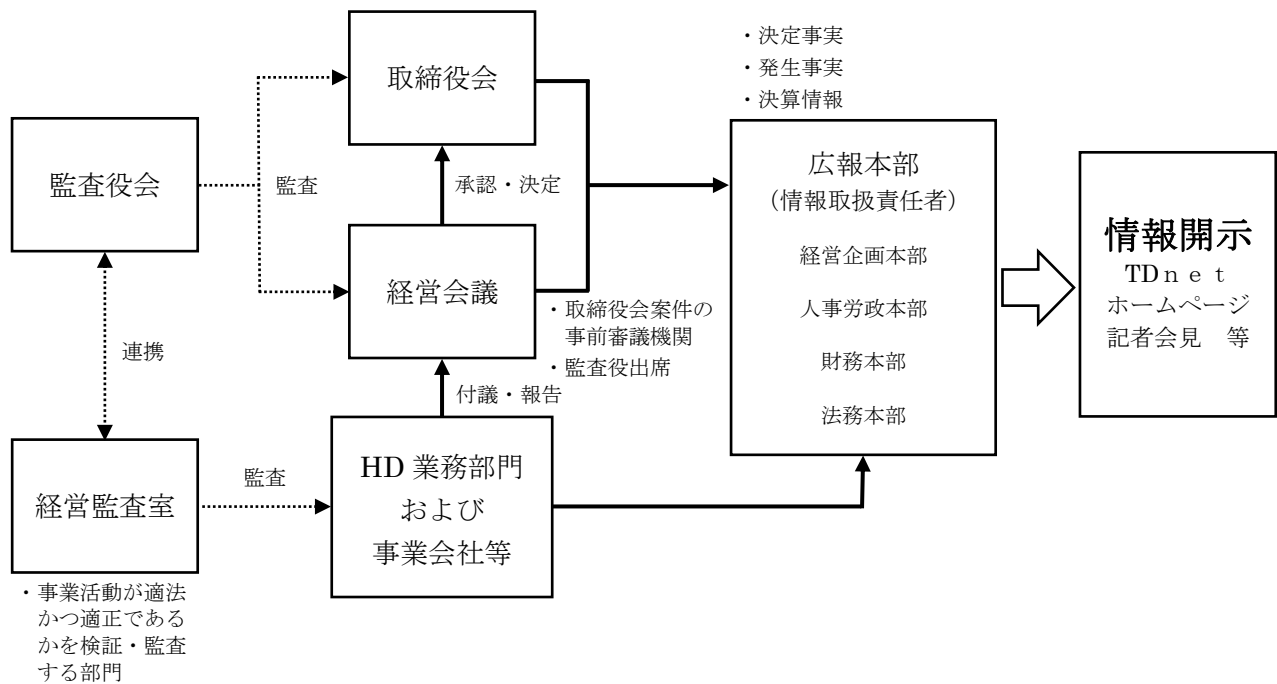 ・決定事実
・発生事実
・決算情報
取締役会
監査役会
監査
承認・決定
広報本部
（情報取扱責任者）
経営企画本部
人事労政本部
財務本部
法務本部
情報開示
TDｎｅｔ
ホームページ
記者会見　等
経営会議
・取締役会案件の
事前審議機関
・監査役出席
連携
付議・報告
経営監査室
監査
HD 業務部門
および
事業会社等
・事業活動が適法
かつ適正である
かを検証・監査
する部門